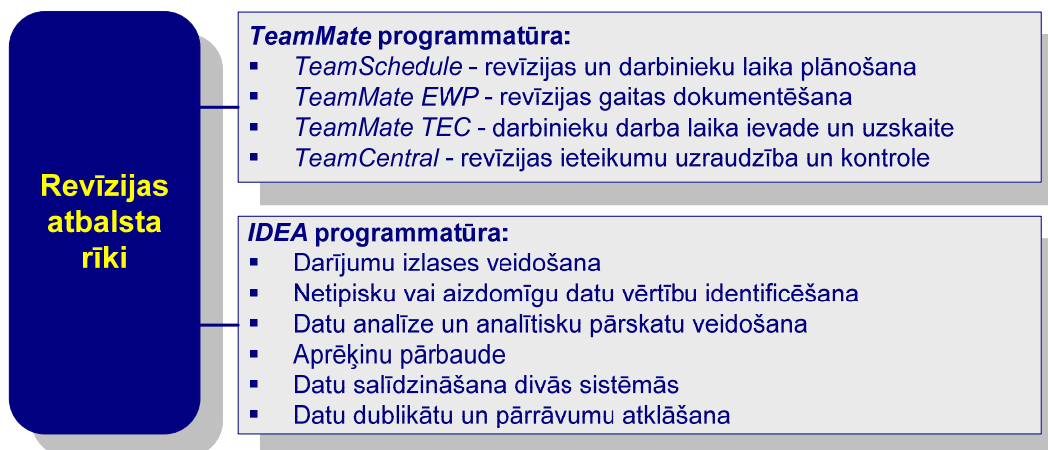 Revīzijas
atbalsta
rīki
TeamMate programmatūra:
▪ TeamSchedule - revīzijas un darbinieku laika plānošana
▪ TeamMate EWP - revīzijas gaitas dokumentēšana
▪ TeamMate TEC - darbinieku darba laika ievade un uzskaite
▪ TeamCentral - revīzijas ieteikumu uzraudzība un kontrole
IDEA programmatūra:
▪ Darījumu izlases veidošana
▪ Netipisku vai aizdomīgu datu vērtību identificēšana
▪ Datu analīze un analītisku pārskatu veidošana
▪ Aprēķinu pārbaude
▪ Datu salīdzināšana divās sistēmās
▪ Datu dublikātu un pārrāvumu atklāšana